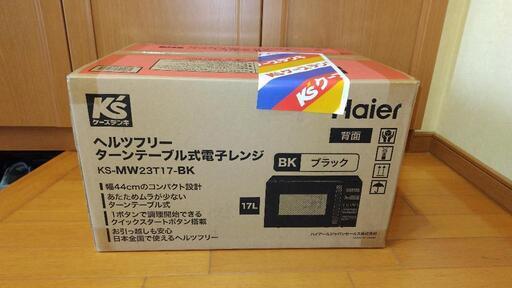 K's
ケーズデンキ
Haier
背面
ヘルツフリー
ターンテーブル式電子レンジ
KS-MW23T17-BK
BK ブラック
幅44cmのコンパクト設計
あたためムラが少ない
ターンテーブル式
1ボタンで調理開始できる
クイックスタートボタン搭載
お引っ越しも安心
日本全国で使えるヘルツフリー
17L
ハイアールジャパンセールス株式会社